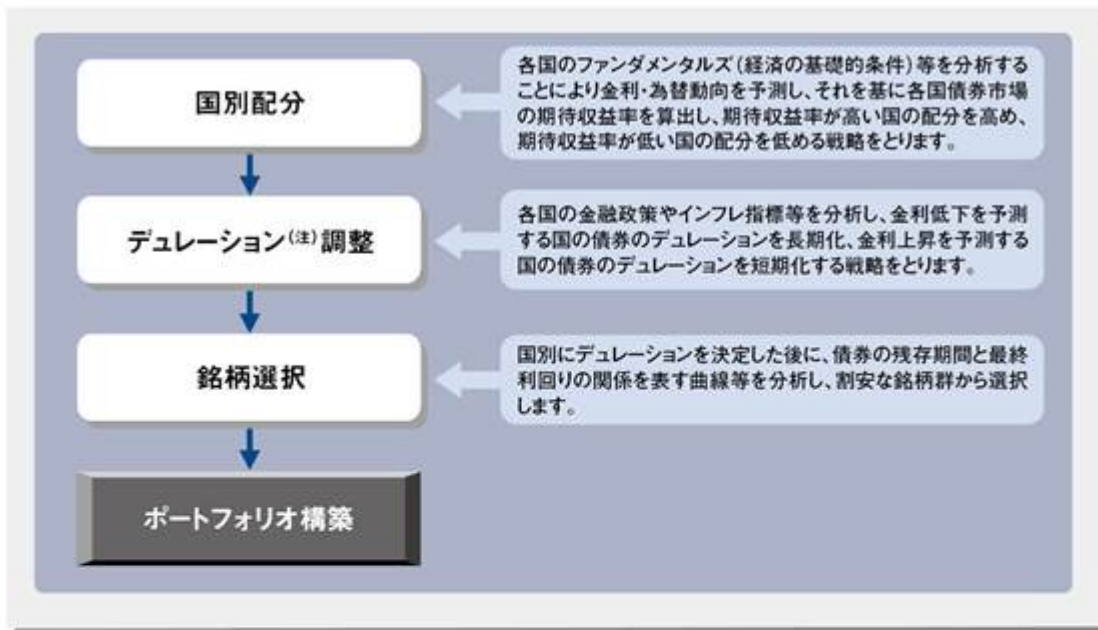 国別配分
各国のファンダメンタルズ(経済の基礎的条件)等を分析する
ことにより金利・為替動向を予測し、それを基に各国債券市場
の期待収益率を算出し、期待収益率が高い国の配分を高め、
期待収益率が低い国の配分を低める戦略をとります。
デュレーション(注)調整
各国の金融政策やインフレ指標等を分析し、金利低下を予測
する国の債券のデュレーションを長期化、金利上昇を予測する
国の債券のデュレーションを短期化する戦略をとります。
銘柄選択
国別にデュレーションを決定した後に、債券の残存期間と最終
利回りの関係を表す曲線等を分析し、割安な銘柄群から選択
します。
ポートフォリオ構築